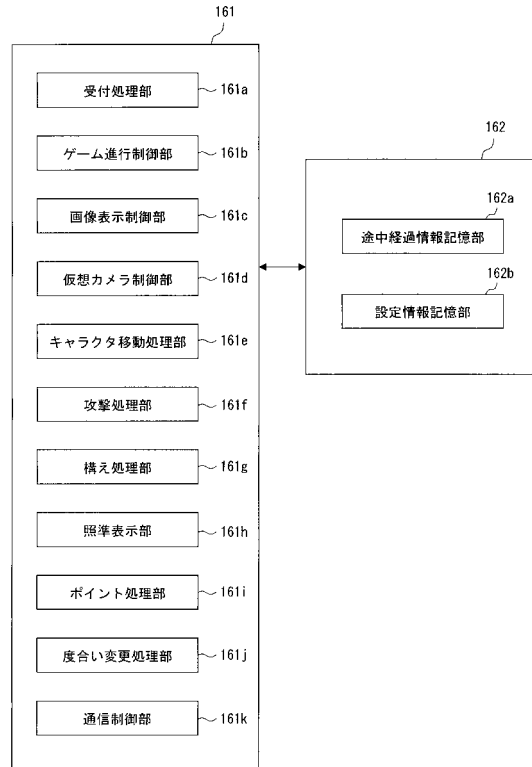 161
受付処理部 161a
ゲーム進行制御部 161b
画像表示制御部 161c
仮想カメラ制御部 161d
キャラクタ移動処理部 161e
攻撃処理部 161f
構え処理部 161g
照準表示部 161h
ポイント処理部 161i
度合い変更処理部 161j
通信制御部 161k
162
162a
途中経過情報記憶部
162b
設定情報記憶部